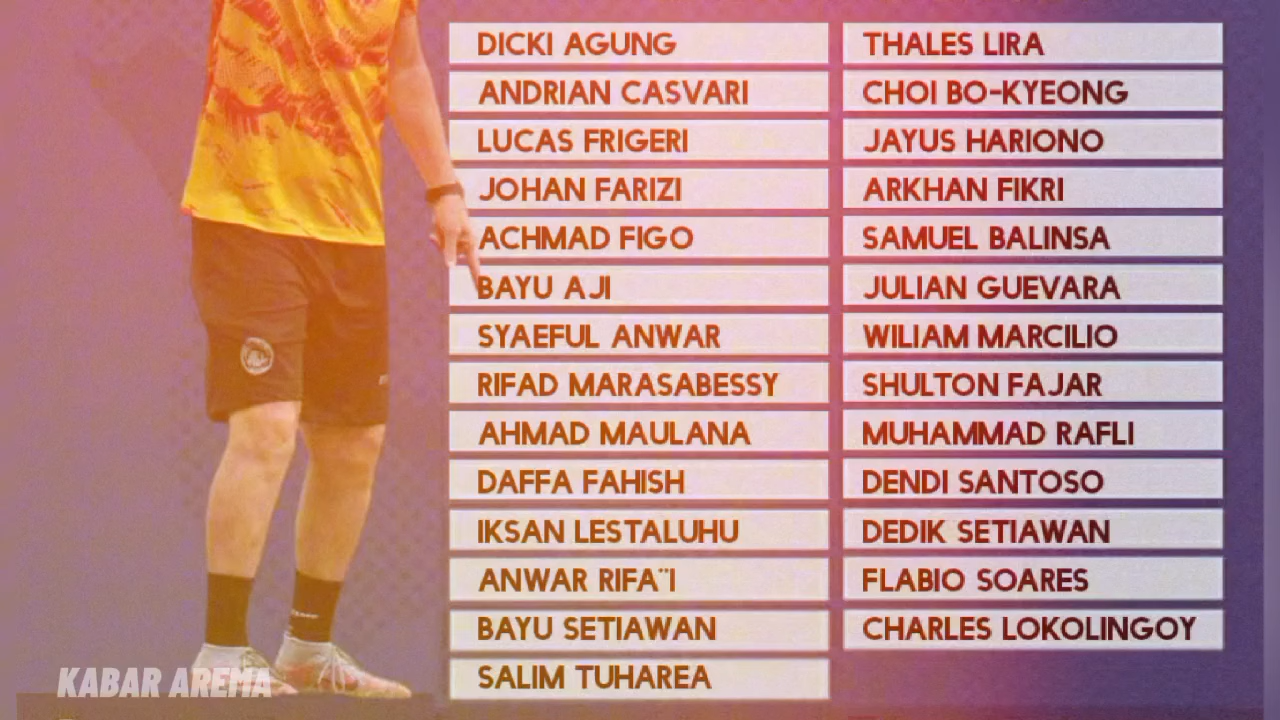 DICKI AGUNG
ANDRIAN CASVARI
LUCAS FRIGERI
JOHAN FARIZI
ACHMAD FIGO
BAYU AJI
SYAEFUL ANWAR
RIFAD MARASABESSY
AHMAD MAULANA
DAFFA FAHISH
IKSAN LESTALUHU
ANWAR RIFA¨I
BAYU SETIAWAN
SALIM TUHAREA
THALES LIRA
CHOI BO-KYEONG
JAYUS HARIONO
ARKHAN FIKRI
SAMUEL BALINSA
JULIAN GUEVARA
WILIAM MARCILIO
SHULTON FAJAR
MUHAMMAD RAFLI
DENDI SANTOSO
DEDIK SETIAWAN
FLABIO SOARES
CHARLES LOKOLINGOY
KABAR AREMA